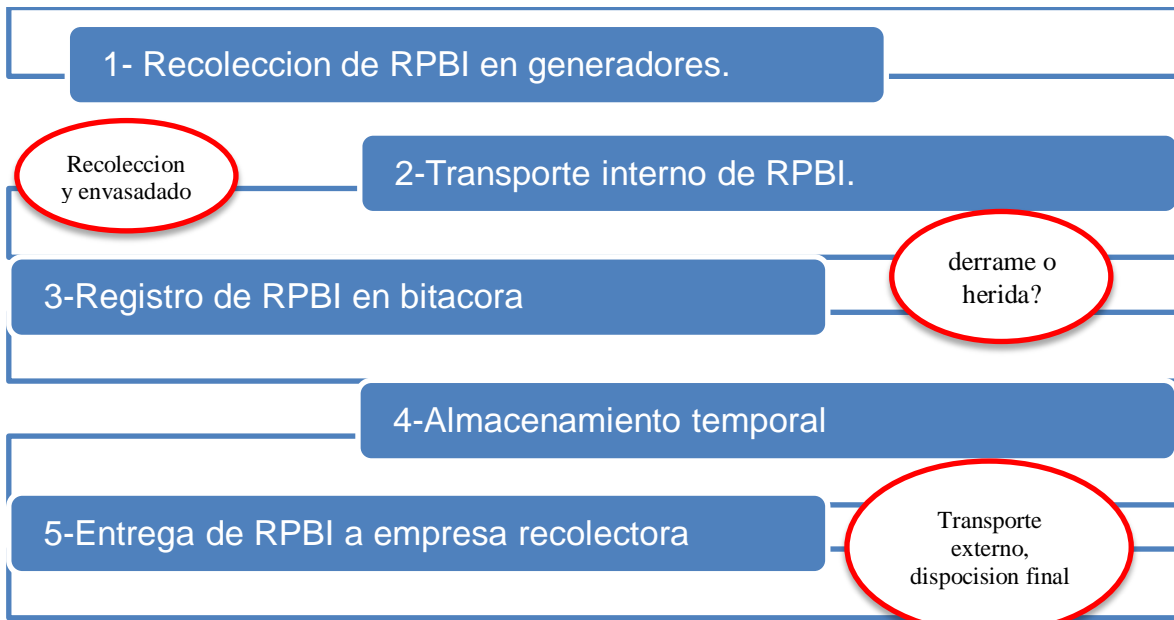 1- Recoleccion de RPBI en generadores.
Recoleccion
y envasadado
2-Transporte interno de RPBI.
derrame o
herida?
3-Registro de RPBI en bitacora
4-Almacenamiento temporal
5-Entrega de RPBI a empresa recolectora
Transporte
externo,
dispocision final